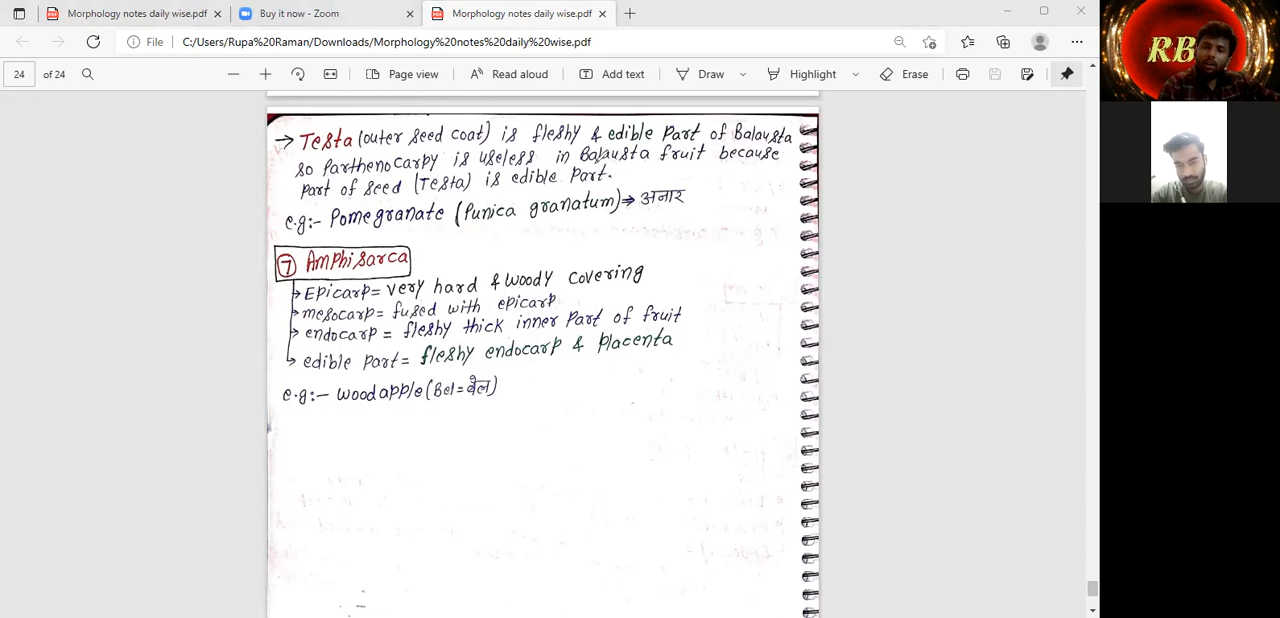 Morphology notes daily wise.pdf
Buy it now - Zoom
Morphology notes daily wise.pdf
File
C:/Users/Rupa%20Raman/Downloads/Morphology%20notes%20daily%20wise.pdf
24 of 24
Page view
Read aloud
Add text
Draw
Highlight
Erase
RB
→ Testa (outer seed coat) is fleshy & edible part of Balausta
so Parthenocarpy is useless in Balausta fruit because
part of seed (Testa) is edible Part.
e.g:- Pomegranate (Punica granatum) → अनार
7 Amphisarca
→ Epicarp = very hard & woody covering
→ mesocarp = fused with epicarp
→ endocarp = fleshy thick inner part of fruit
→ edible part = fleshy endocarp & placenta
e.g:- woodapple (Bel = बेल)